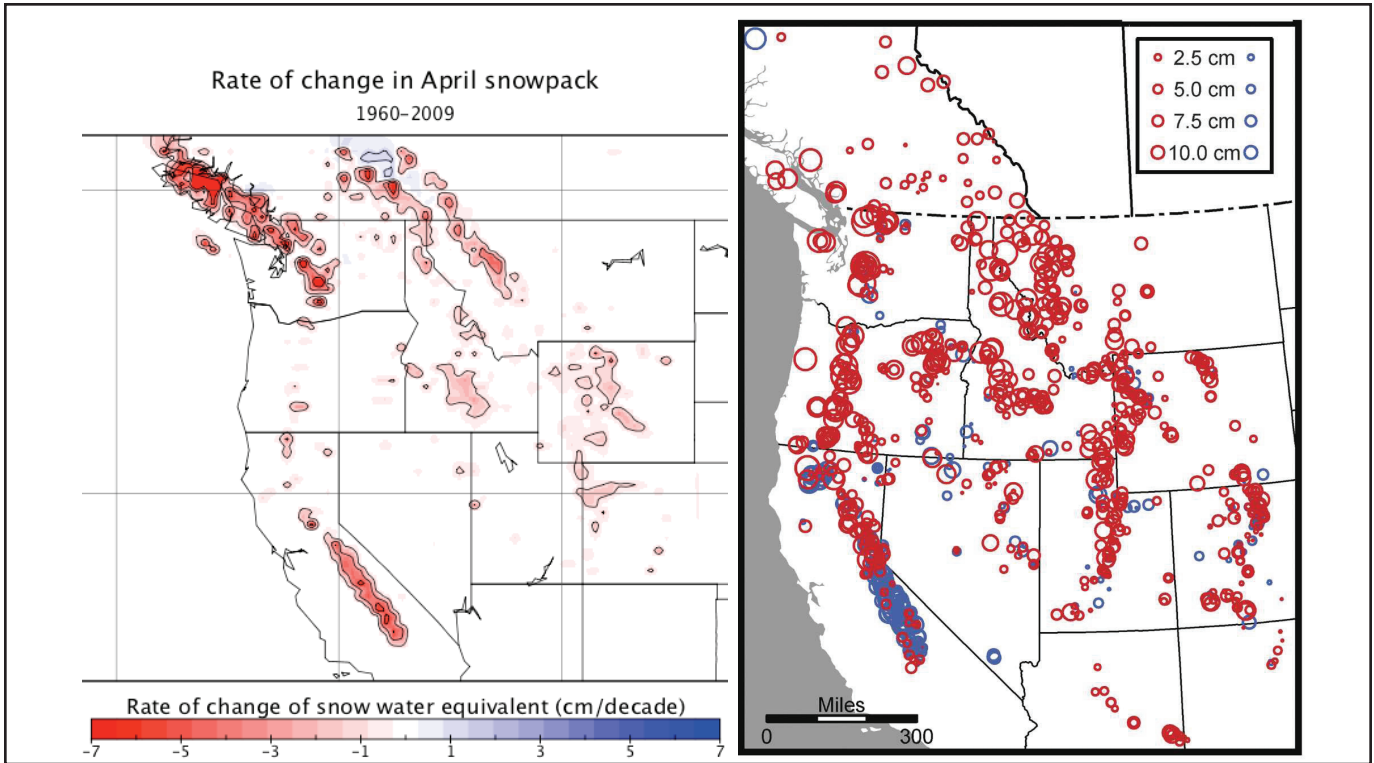 Rate of change in April snowpack
1960–2009
Rate of change of snow water equivalent (cm/decade)
-7 -5 -3 -1 1 3 5 7
2.5 cm
5.0 cm
7.5 cm
10.0 cm
Miles
0 300